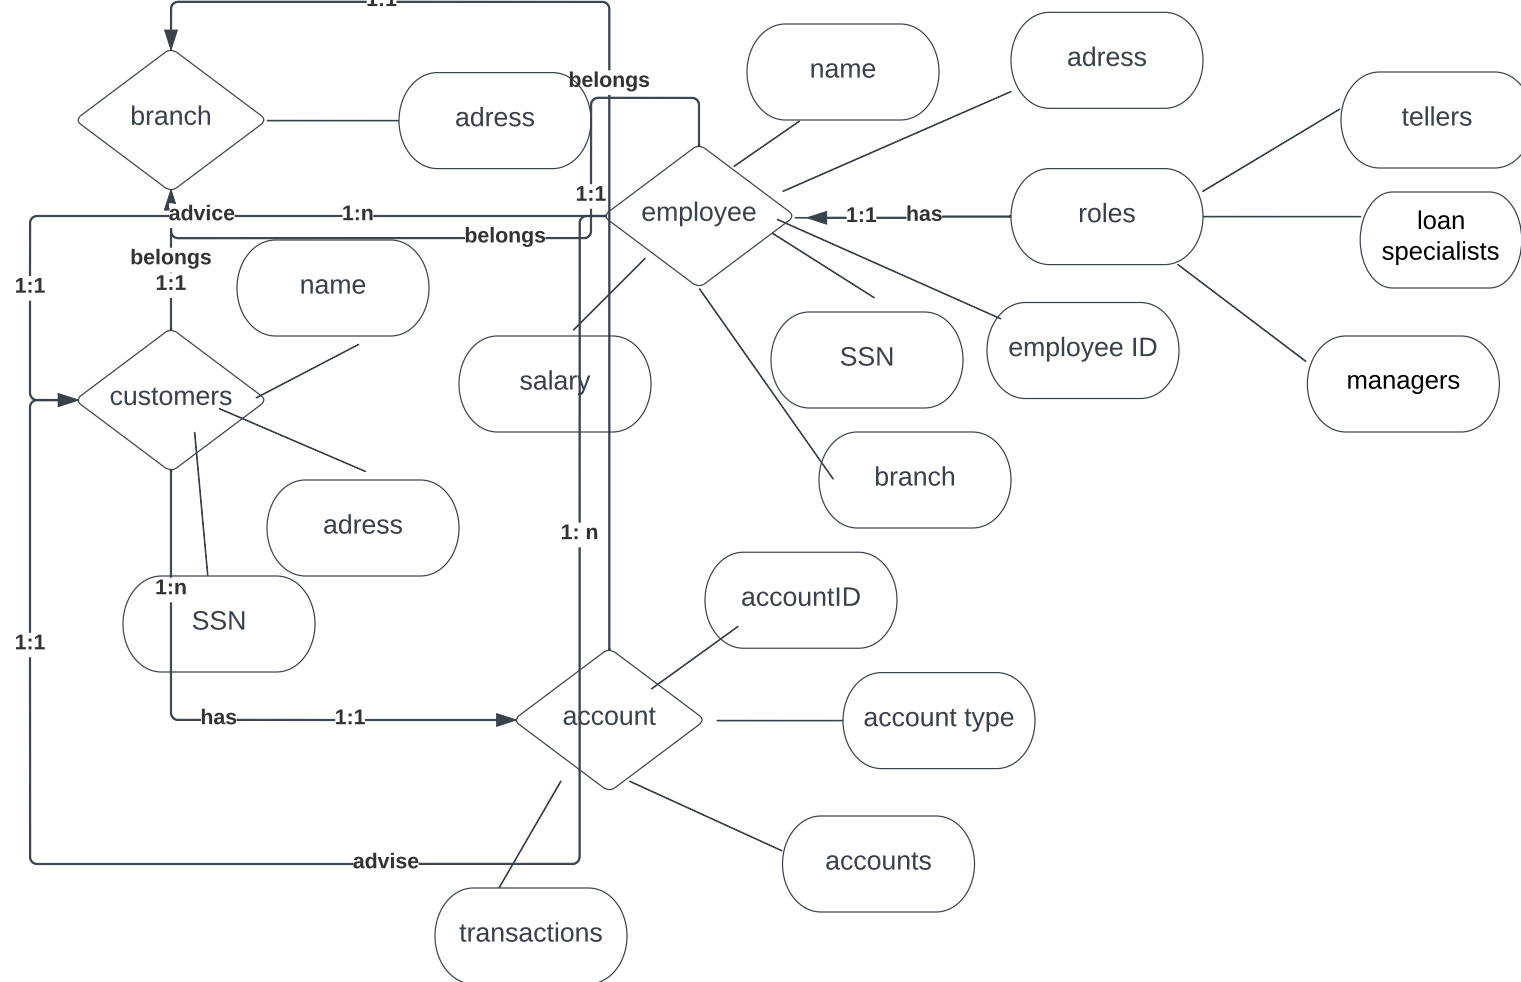 1:1
belongs
name
adress
branch
adress
tellers
1:1
advice
1:n
employee
1:1
has
roles
loan
specialists
belongs
belongs
1:1
1:1
name
SSN
employee ID
customers
salary
managers
branch
adress
1: n
1:n
SSN
accountID
1:1
has
1:1
account
account type
advise
accounts
transactions